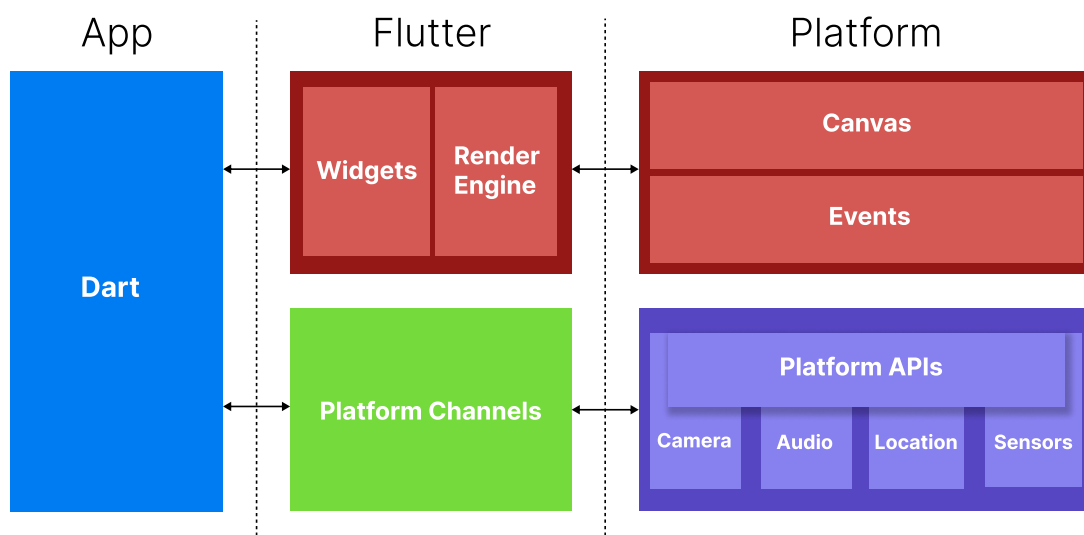 App
Flutter
Platform
Dart
Widgets
Render
Engine
Canvas
Events
Platform Channels
Platform APIs
Camera
Audio
Location
Sensors